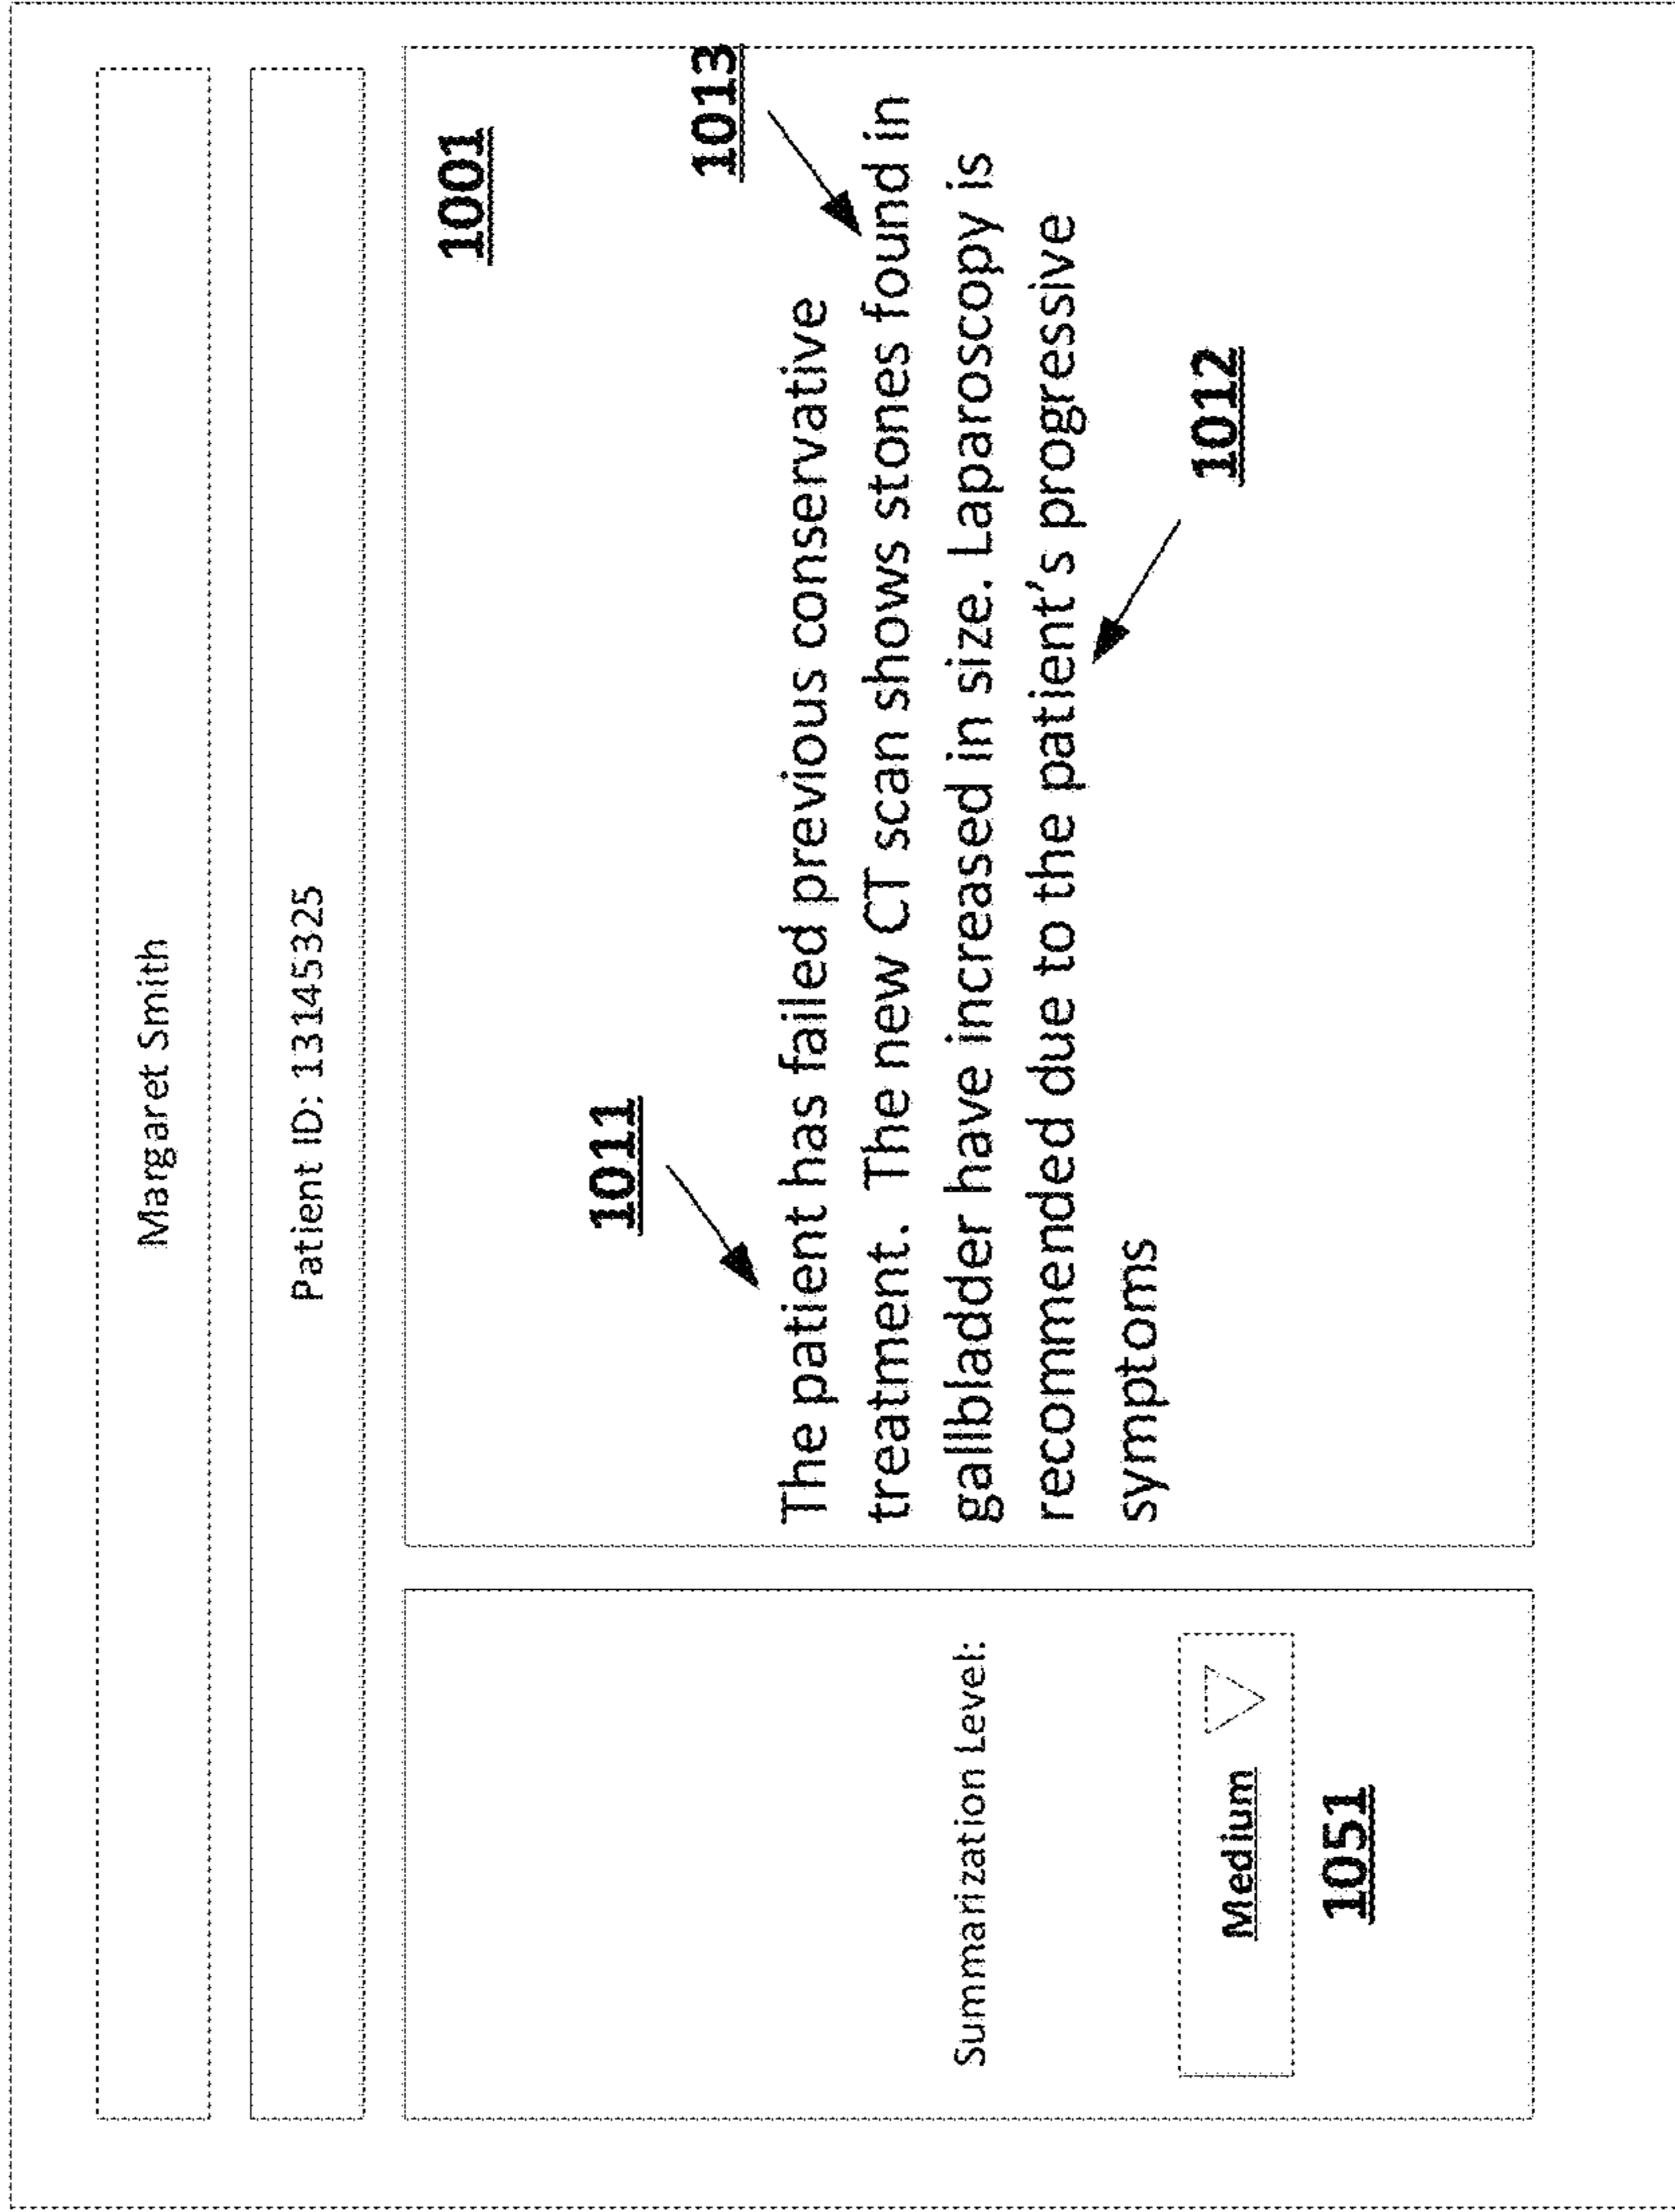 Margaret Smith
Patient ID: 13145325
Summarization Level:
Medium
1051
1001
1011
1013
The patient has failed previous conservative
treatment. The new CT scan shows stones found in
gallbladder have increased in size. Laparoscopy is
recommended due to the patient's progressive
symptoms
1012